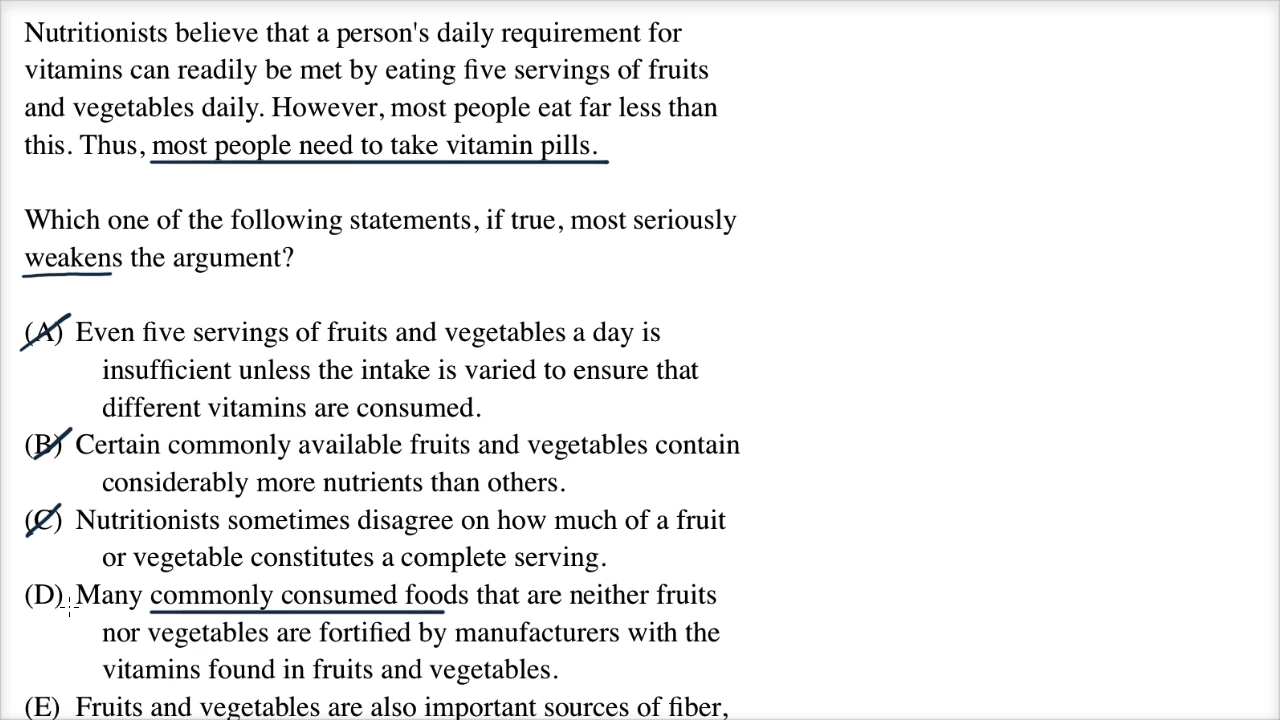 Nutritionists believe that a person's daily requirement for
vitamins can readily be met by eating five servings of fruits
and vegetables daily. However, most people eat far less than
this. Thus, most people need to take vitamin pills.
Which one of the following statements, if true, most seriously
weakens the argument?
(A) Even five servings of fruits and vegetables a day is
insufficient unless the intake is varied to ensure that
different vitamins are consumed.
(B) Certain commonly available fruits and vegetables contain
considerably more nutrients than others.
(C) Nutritionists sometimes disagree on how much of a fruit
or vegetable constitutes a complete serving.
(D) Many commonly consumed foods that are neither fruits
nor vegetables are fortified by manufacturers with the
vitamins found in fruits and vegetables.
(E) Fruits and vegetables are also important sources of fiber,